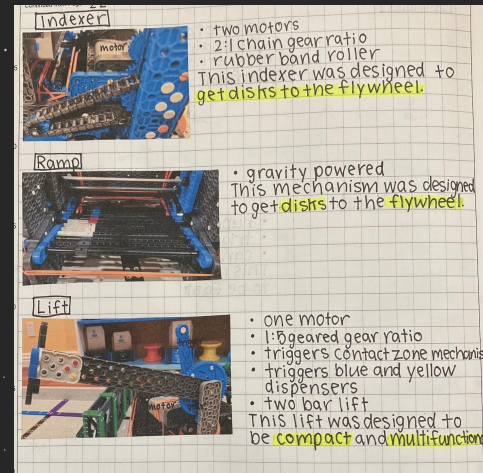 Indexer
motor
• two motors
• 2:1 chain gear ratio
• rubber band roller
This indexer was designed to
get disks to the flywheel.
Ramp
• gravity powered
This mechanism was designed
to get disks to the flywheel.
Lift
motor
• one motor
• 1:5 geared gear ratio
• triggers contact zone mechanis
• triggers blue and yellow
dispensers
• two bar lift
This lift was designed to
be compact and multifunction